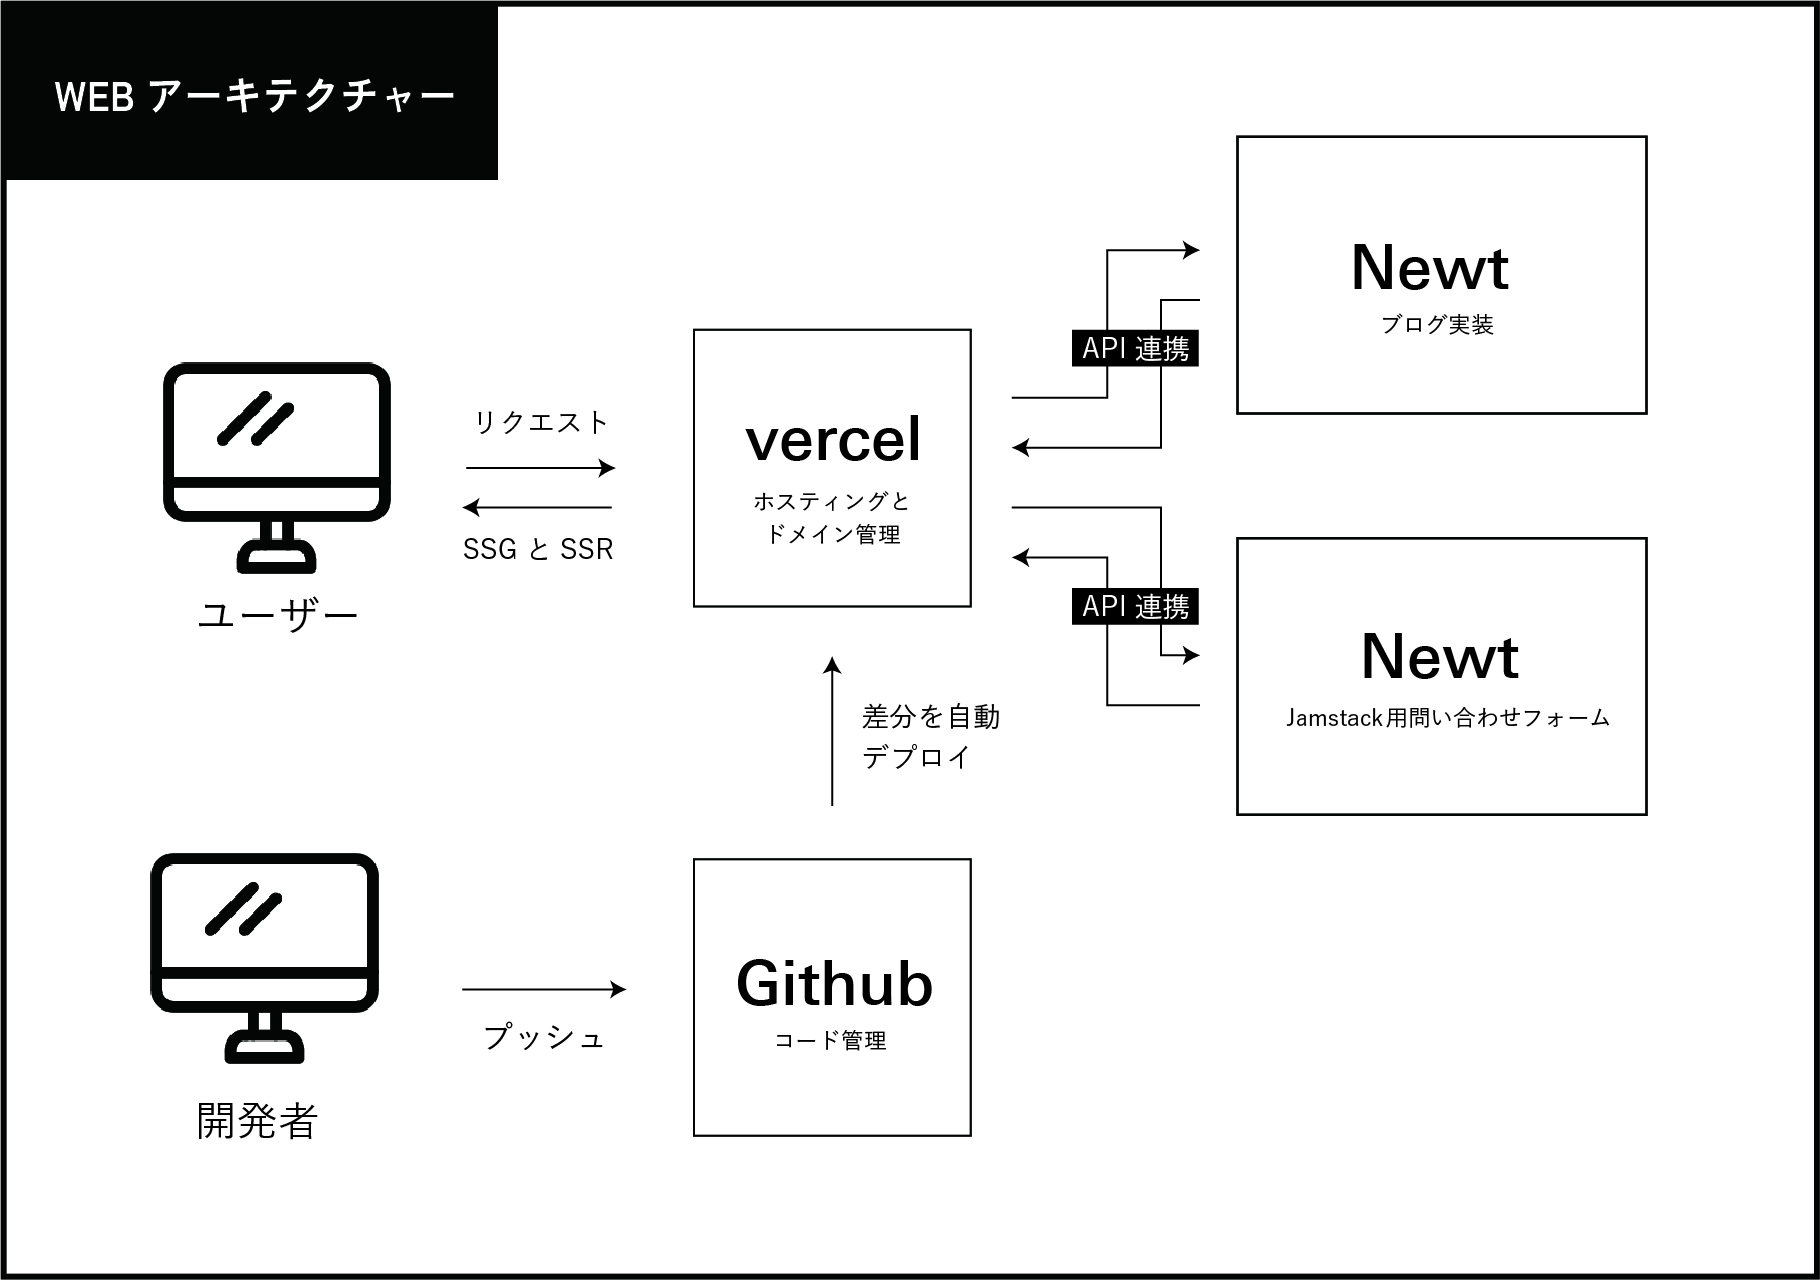 WEB アーキテクチャー
リクエスト
SSG と SSR
ユーザー
vercel
ホスティングと
ドメイン管理
API 連携
Newt
ブログ実装
API 連携
Newt
Jamstack用問い合わせフォーム
差分を自動
デプロイ
開発者
プッシュ
Github
コード管理